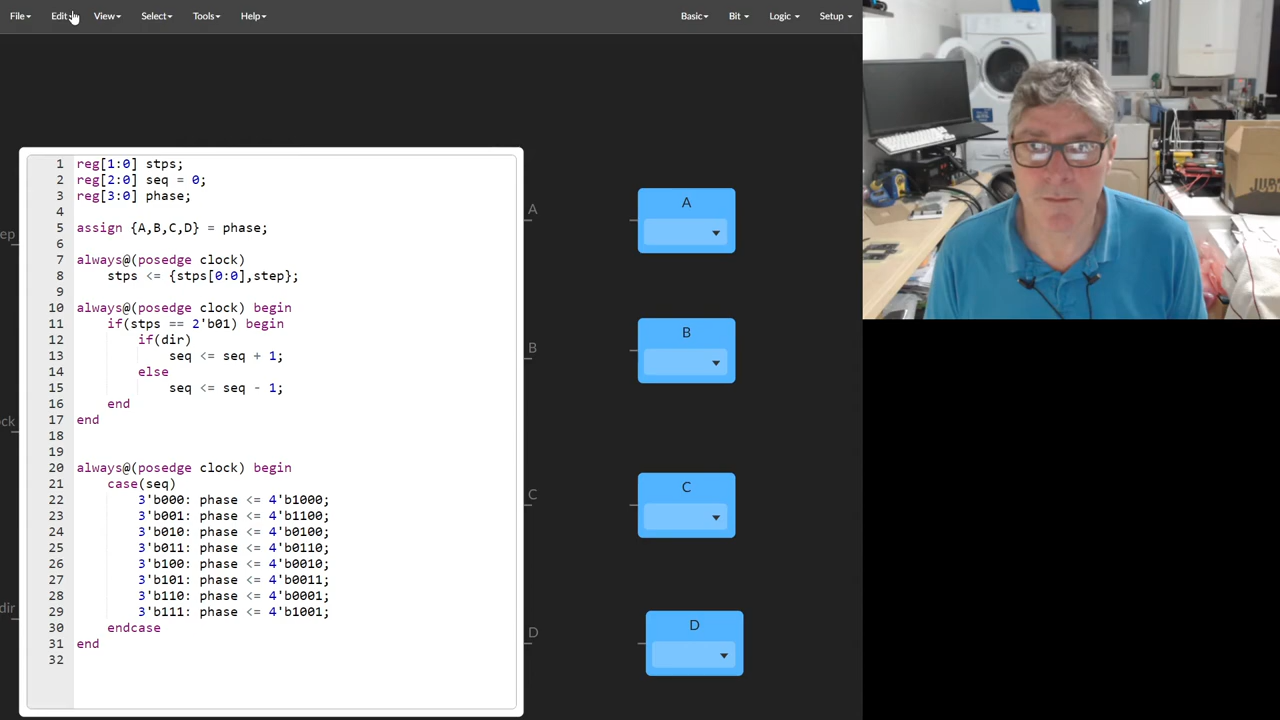 File Edit View Select Tools Help Basic Bit Logic Setup
1 reg[1:0] stps;
2 reg[2:0] seq = 0;
3 reg[3:0] phase;
4
5 assign {A,B,C,D} = phase;
6
7 always@(posedge clock)
8 stps <= {stps[0:0],step};
9
10 always@(posedge clock) begin
11 if(stps == 2'b01) begin
12 if(dir)
13 seq <= seq + 1;
14 else
15 seq <= seq - 1;
16 end
17 end
18
19
20 always@(posedge clock) begin
21 case(seq)
22 3'b000: phase <= 4'b1000;
23 3'b001: phase <= 4'b1100;
24 3'b010: phase <= 4'b0100;
25 3'b011: phase <= 4'b0110;
26 3'b100: phase <= 4'b0010;
27 3'b101: phase <= 4'b0011;
28 3'b110: phase <= 4'b0001;
29 3'b111: phase <= 4'b1001;
30 endcase
31 end
32
ep
ock
dir
A
B
C
D
A
B
C
D